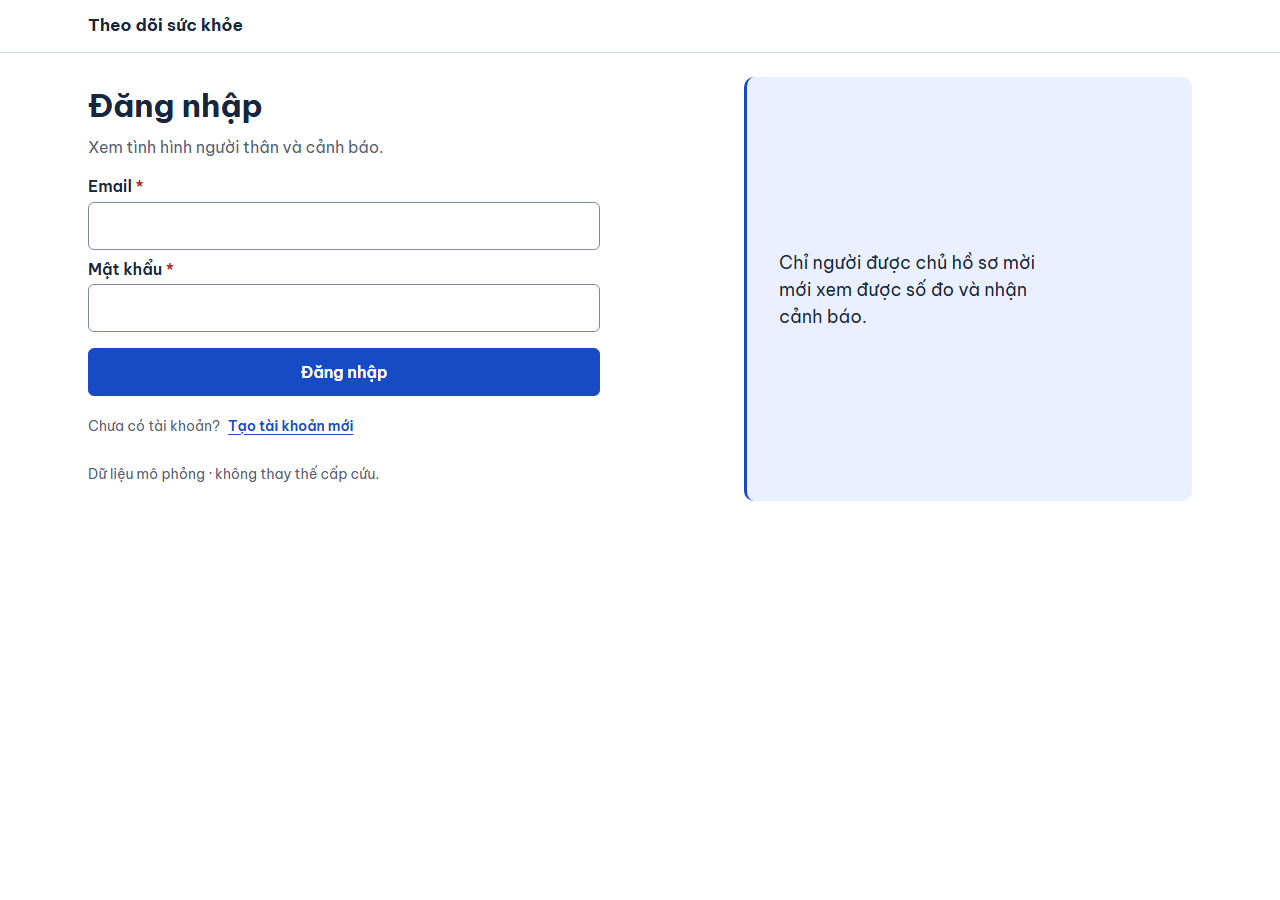 Theo dõi sức khỏe
Đăng nhập
Xem tình hình người thân và cảnh báo.
Email *
Mật khẩu *
Đăng nhập
Chưa có tài khoản? Tạo tài khoản mới
Dữ liệu mô phỏng · không thay thế cấp cứu.
Chỉ người được chủ hồ sơ mời
mới xem được số đo và nhận
cảnh báo.